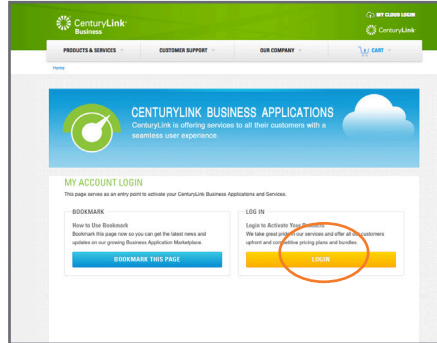 CenturyLink
Business
MY CLOUD LOGIN
CenturyLink
PRODUCTS & SERVICES
CUSTOMER SUPPORT
OUR COMPANY
CART
Home
CENTURYLINK BUSINESS APPLICATIONS
CenturyLink is offering services to all their customers with a
seamless user experience.
MY ACCOUNT LOGIN
This page serves as an entry point to activate your CenturyLink Business Applications and Services.
BOOKMARK
How to Use Bookmark
Bookmark this page now so you can get the latest news and
updates on our growing Business Application Marketplace.
BOOKMARK THIS PAGE
LOG IN
Login to Activate Your Products
We take great pride in our services and offer all our customers
upfront and competitive pricing plans and bundles.
LOGIN